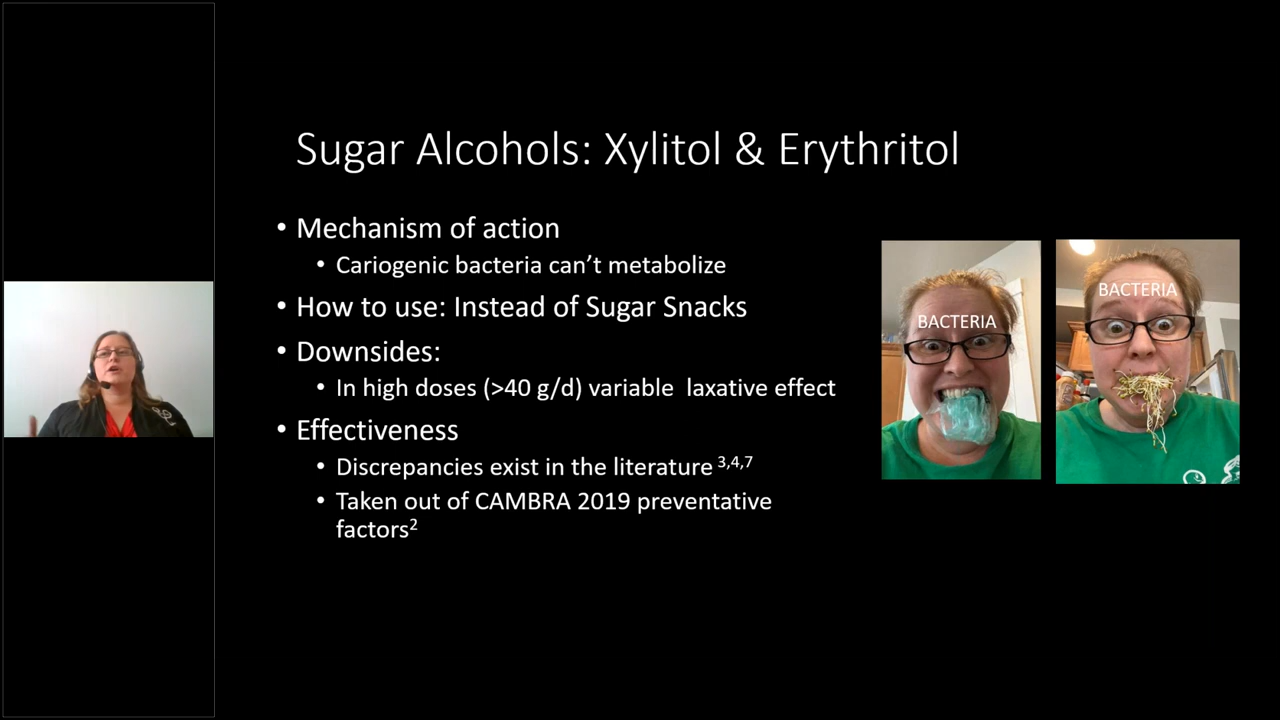 Sugar Alcohols: Xylitol & Erythritol
• Mechanism of action
• Cariogenic bacteria can’t metabolize
• How to use: Instead of Sugar Snacks
• Downsides:
• In high doses (>40 g/d) variable  laxative effect
• Effectiveness
• Discrepancies exist in the literature 3,4,7
• Taken out of CAMBRA 2019 preventative
factors2
BACTERIA
BACTERIA